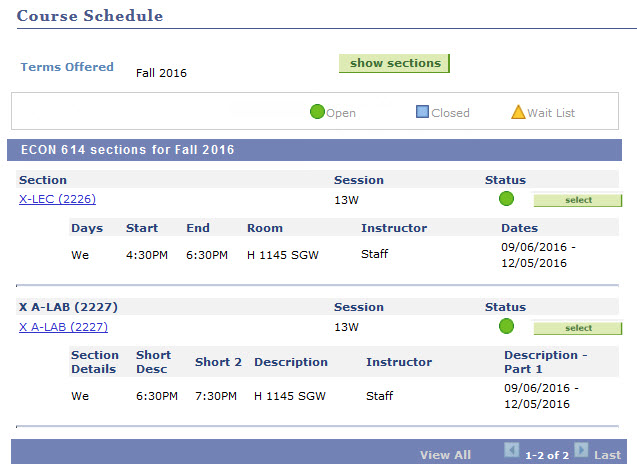 Course Schedule
Terms Offered Fall 2016 show sections
Open Closed Wait List
ECON 614 sections for Fall 2016
Section Session Status
X-LEC (2226) 13W select
Days Start End Room Instructor Dates
We 4:30PM 6:30PM H 1145 SGW Staff 09/06/2016 -
12/05/2016
X A-LAB (2227) Session Status
X A-LAB (2227) 13W select
Section Short Description -
Details Desc Short 2 Description Instructor Part 1
We 6:30PM 7:30PM H 1145 SGW Staff 09/06/2016 -
12/05/2016
View All 1-2 of 2 Last